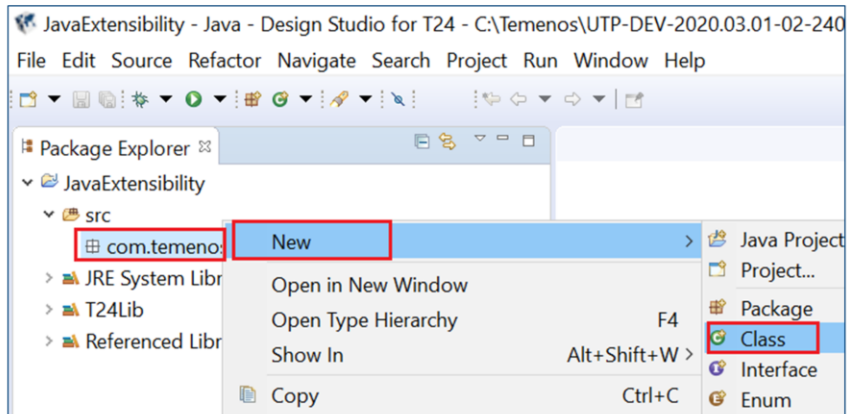 JavaExtensibility - Java - Design Studio for T24 - C:\Temenos\UTP-DEV-2020.03.01-02-240
File Edit Source Refactor Navigate Search Project Run Window Help
Package Explorer
JavaExtensibility
src
com.temenos
JRE System Libr
T24Lib
Referenced Libr
New
Open in New Window
Open Type Hierarchy F4
Show In Alt+Shift+W >
Copy Ctrl+C
Java Project
Project...
Package
Class
Interface
Enum